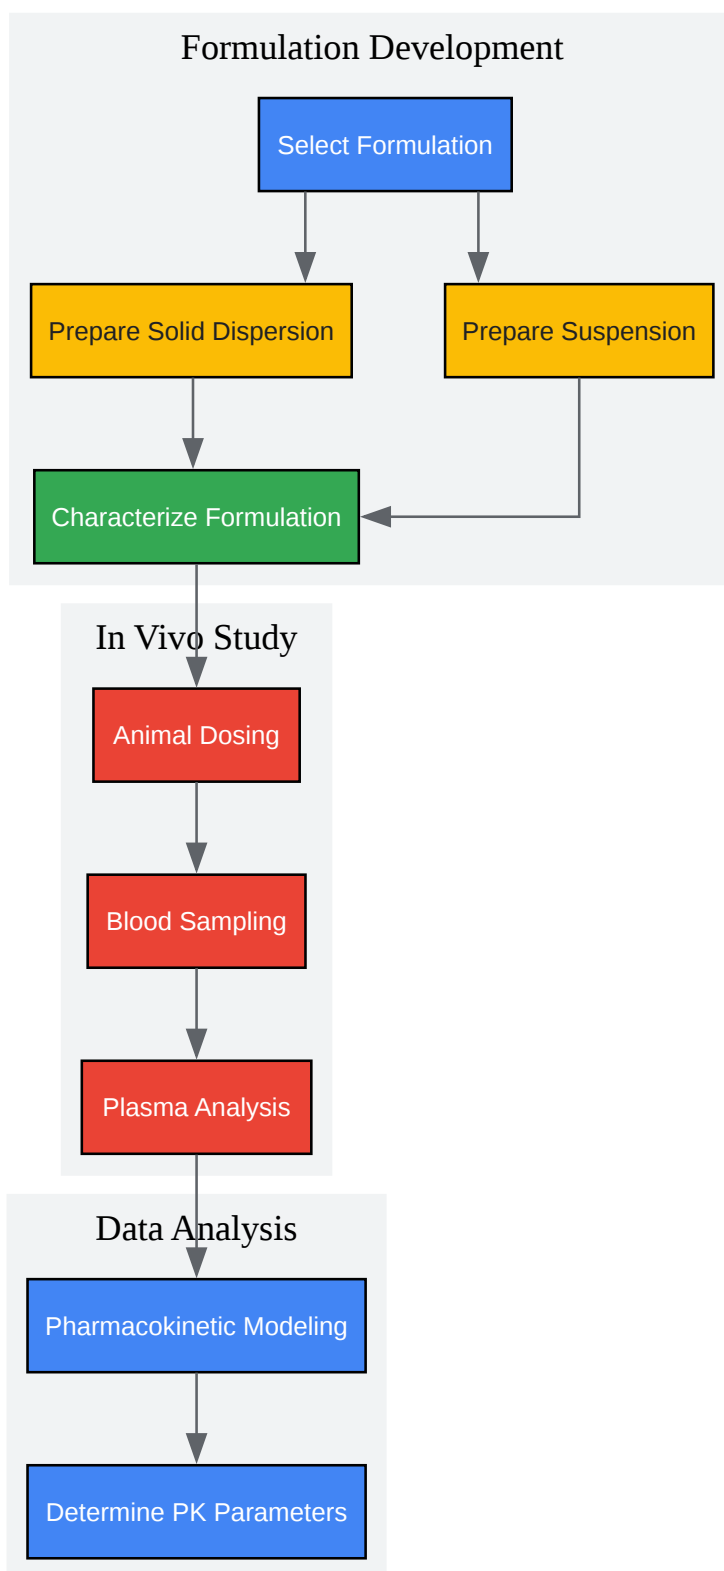 Formulation Development
Select Formulation
Prepare Solid Dispersion
Prepare Suspension
Characterize Formulation
In Vivo Study
Animal Dosing
Blood Sampling
Plasma Analysis
Data Analysis
Pharmacokinetic Modeling
Determine PK Parameters